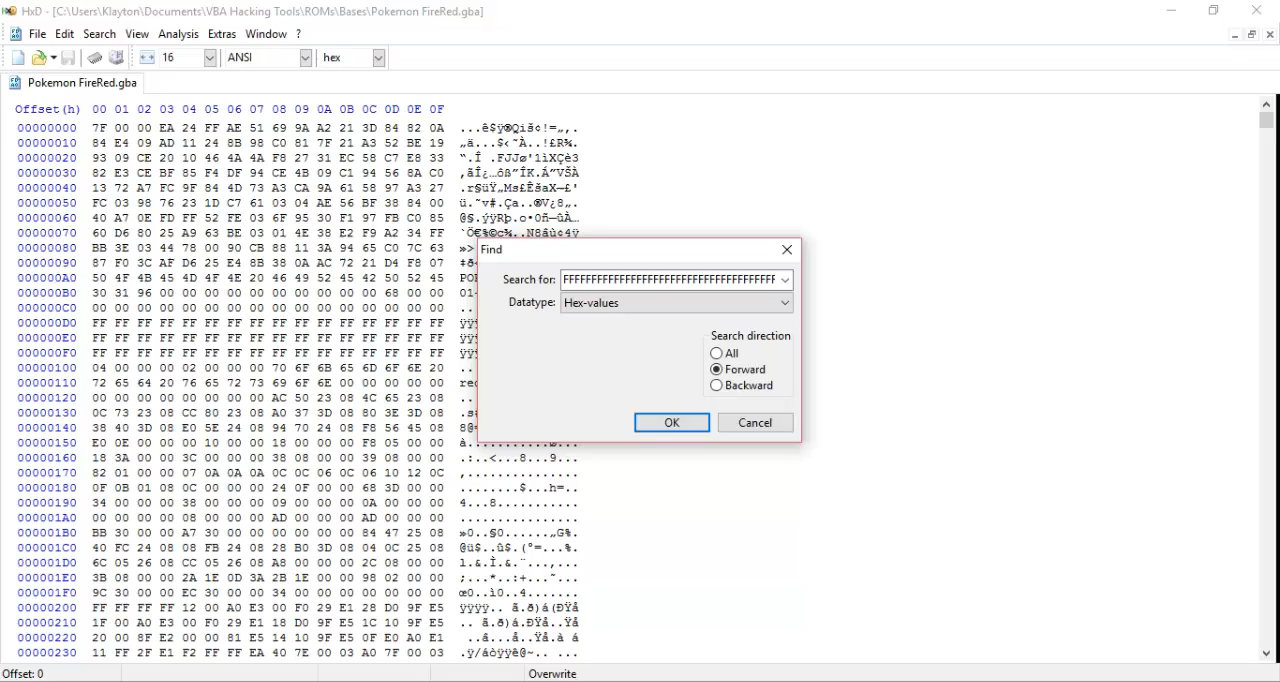 HxD - [C:\Users\Klayton\Documents\VBA Hacking Tools\ROMs\Bases\Pokemon FireRed.gba]
File Edit Search View Analysis Extras Window ?
16 ANSI hex
Pokemon FireRed.gba
Offset(h) 00 01 02 03 04 05 06 07 08 09 0A 0B 0C 0D 0E 0F
00000000 7F 00 00 EA 24 FF AE 51 69 9A A2 21 3D 84 82 0A
00000010 84 E4 09 AD 11 24 8B 98 C0 81 7F 21 A3 52 BE 19
00000020 93 09 CE 20 10 46 4A 4A F8 27 31 EC 58 C7 E8 33
00000030 82 E3 CE BF 85 F4 DF 94 CE 4B 09 C1 94 56 8A C0
00000040 13 72 A7 FC 9F 84 4D 73 A3 CA 9A 61 58 97 A3 27
00000050 FC 03 98 76 23 1D C7 61 03 04 AE 56 BF 38 84 00
00000060 40 A7 0E FD FF 52 FE 03 6F 95 30 F1 97 FB C0 85
00000070 60 D6 80 25 A9 63 BE 03 01 4E 38 E2 F9 A2 34 FF
00000080 BB 3E 03 44 78 00 90 CB 88 11 3A 94 65 C0 7C 63
00000090 87 F0 3C AF D6 25 E4 8B 38 0A AC 72 21 D4 F8 07
000000A0 50 4F 4B 45 4D 4F 4E 20 46 49 52 45 42 50 52 45
000000B0 30 31 96 00 00 00 00 00 00 00 00 00 00 68 00 00
000000C0 00 00 00 00 00 00 00 00 00 00 00 00 00 00 00 00
000000D0 FF FF FF FF FF FF FF FF FF FF FF FF FF FF FF FF
000000E0 FF FF FF FF FF FF FF FF FF FF FF FF FF FF FF FF
000000F0 FF FF FF FF FF FF FF FF FF FF FF FF FF FF FF FF
00000100 04 00 00 00 02 00 00 00 70 6F 6B 65 6D 6F 6E 20
00000110 72 65 64 20 76 65 72 73 69 6F 6E 00 00 00 00 00
00000120 00 00 00 00 00 00 00 00 AC 50 23 08 4C 65 23 08
00000130 0C 73 23 08 CC 80 23 08 A0 37 3D 08 80 3E 3D 08
00000140 38 40 3D 08 E0 5E 24 08 94 70 24 08 F8 56 45 08
00000150 E0 0E 00 00 00 10 00 00 18 00 00 00 F8 05 00 00
00000160 18 3A 00 00 3C 00 00 00 38 08 00 00 39 08 00 00
00000170 82 01 00 00 07 0A 0A 0A 0C 0C 06 0C 06 10 12 0C
00000180 0F 0B 01 08 0C 00 00 00 24 0F 00 00 68 3D 00 00
00000190 34 00 00 00 38 00 00 00 09 00 00 00 0A 00 00 00
000001A0 00 00 00 00 08 00 00 00 AD 00 00 00 AD 00 00 00
000001B0 BB 30 00 00 A7 30 00 00 00 00 00 00 84 47 25 08
000001C0 40 FC 24 08 08 FB 24 08 28 B0 3D 08 04 0C 25 08
000001D0 6C 05 26 08 CC 05 26 08 A8 00 00 00 2C 08 00 00
000001E0 3B 08 00 00 2A 1E 0D 3A 2B 1E 00 00 98 02 00 00
000001F0 9C 30 00 00 EC 30 00 00 34 00 00 00 00 00 00 00
00000200 FF FF FF FF 12 00 A0 E3 00 F0 29 E1 28 D0 9F E5
00000210 1F 00 A0 E3 00 F0 29 E1 18 D0 9F E5 1C 10 9F E5
00000220 20 00 8F E2 00 00 81 E5 14 10 9F E5 0F E0 A0 E1
00000230 11 FF 2F E1 F2 FF FF EA 40 7E 00 03 A0 7F 00 03
Find
Search for: FFFFFFFFFFFFFFFFFFFFFFFFFFFFFFFFFFFFFF
Datatype: Hex-values
Search direction
All
Forward
Backward
OK Cancel
Offset: 0 Overwrite